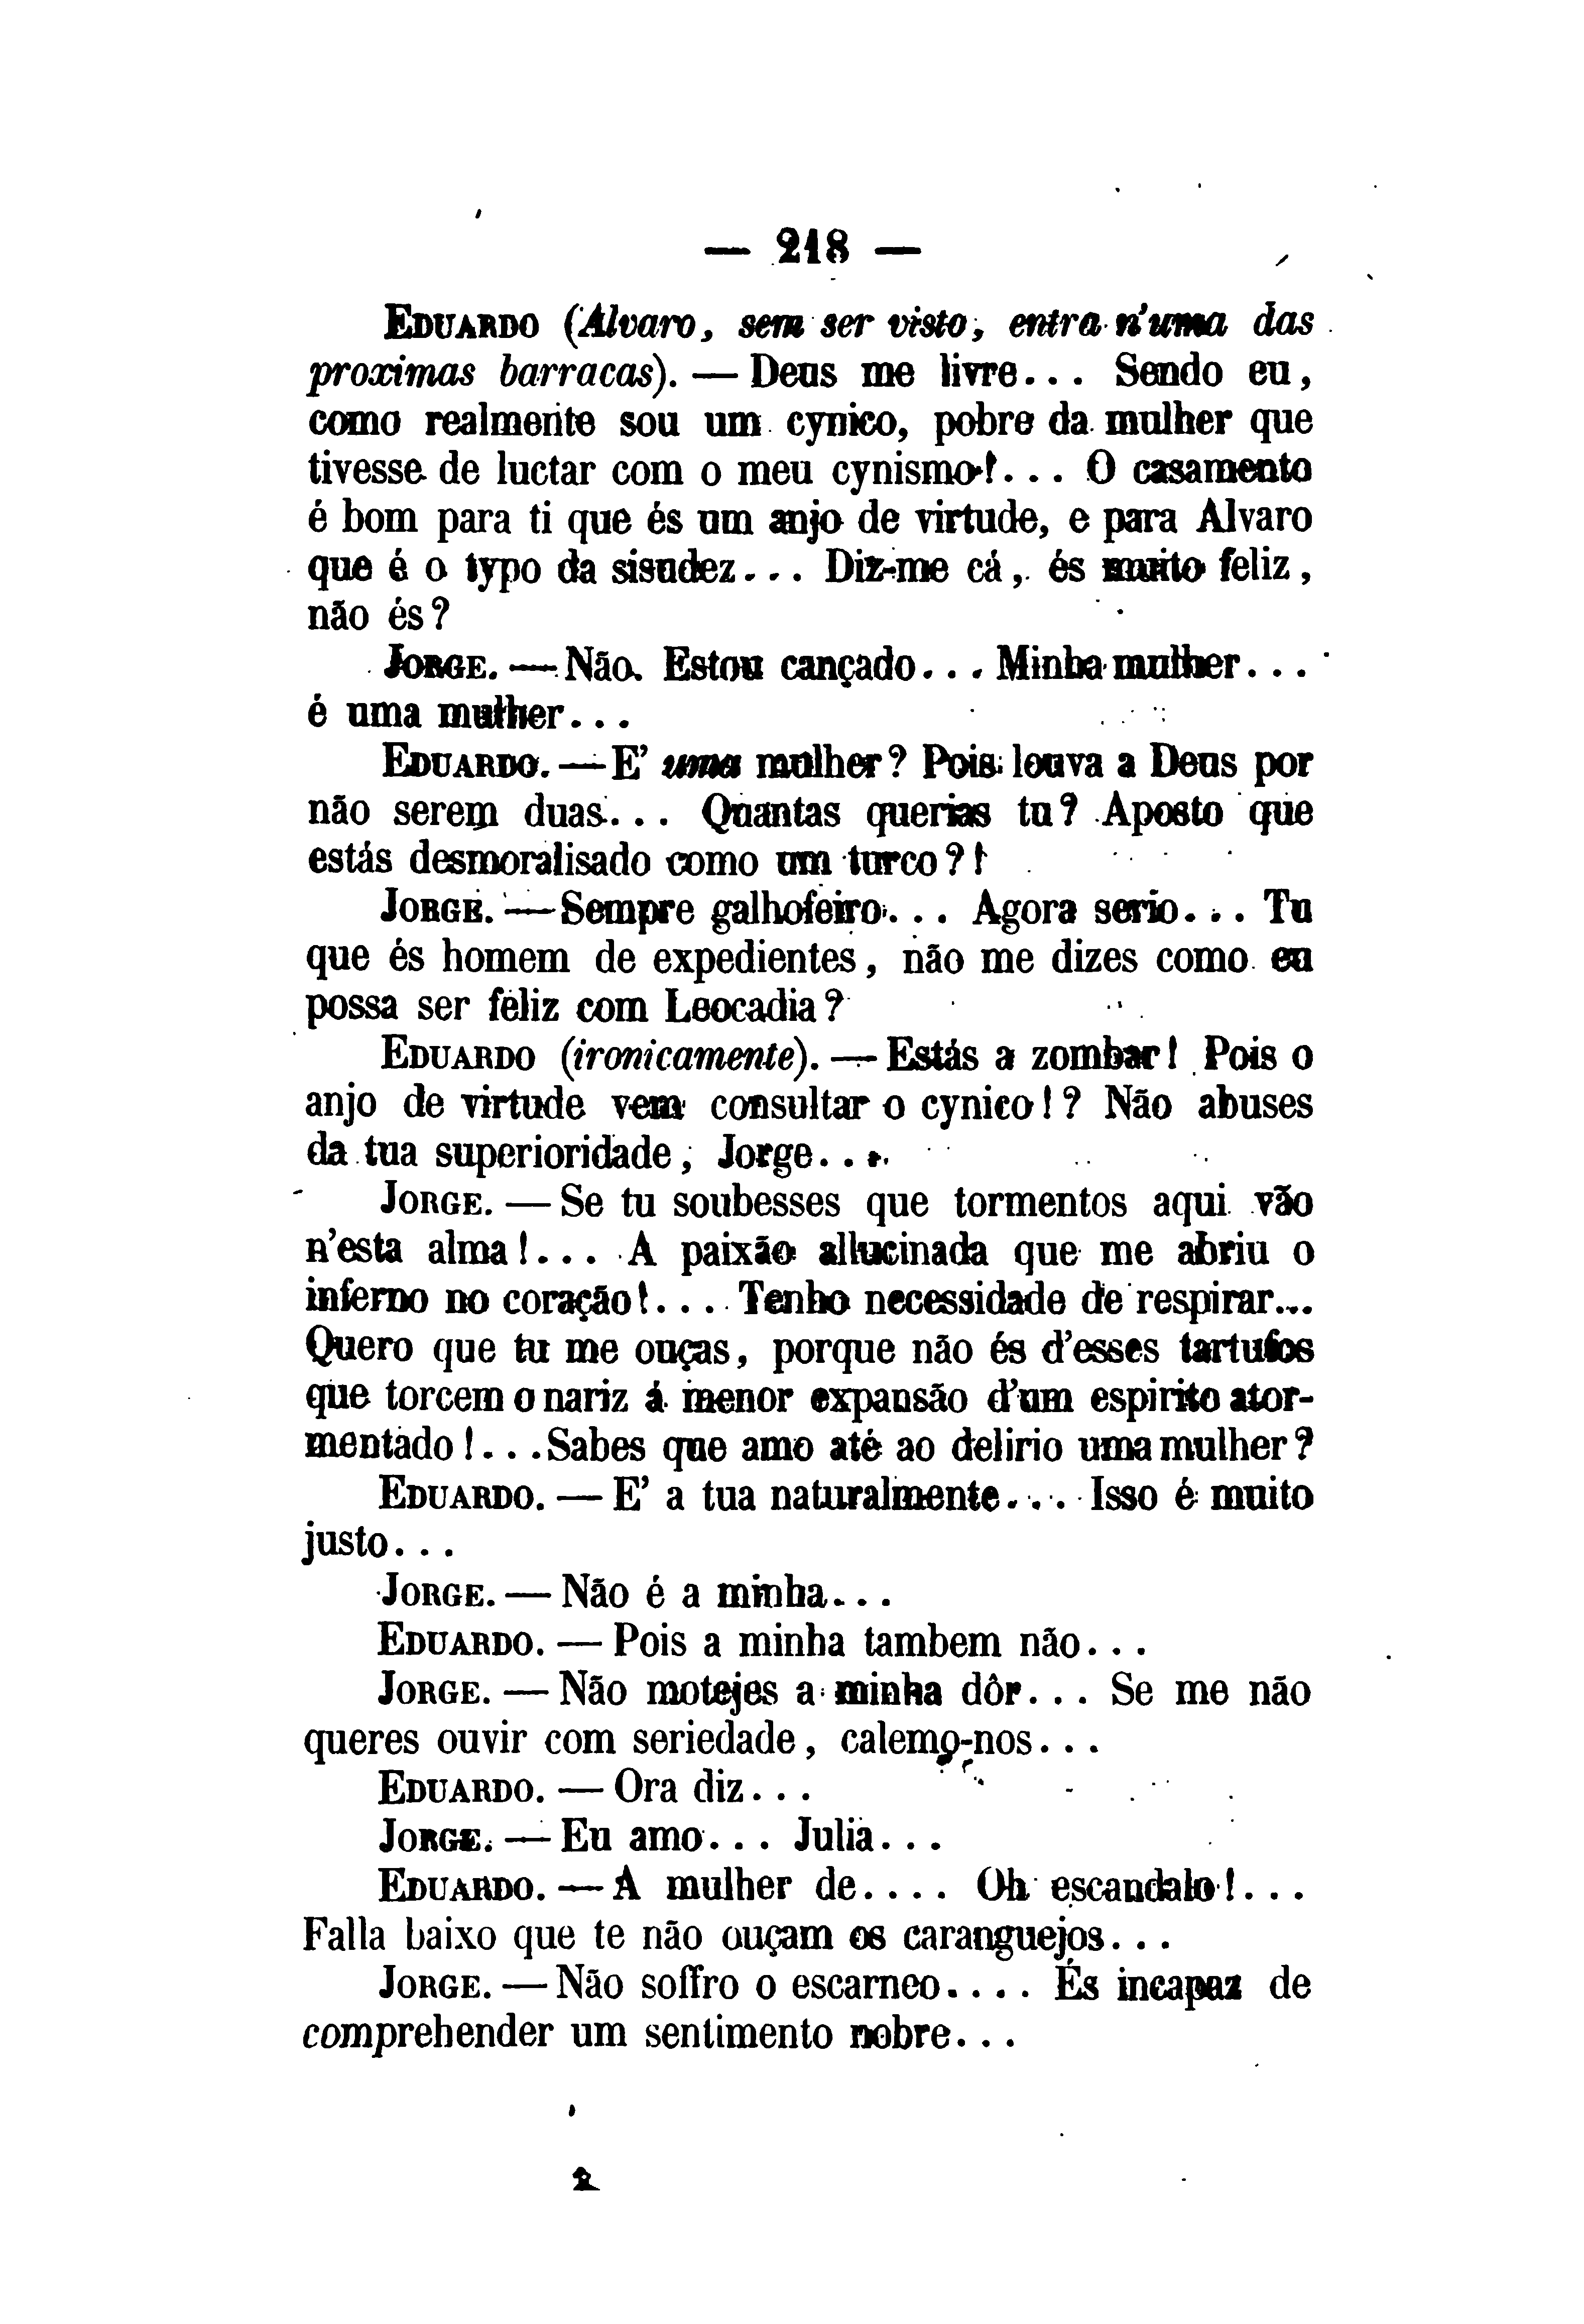 — 218 —
EDUARDO (Alvaro, sem ser visto, entra n'uma das
proximas barracas). — Deus me livre... Sendo eu,
como realmente sou um cynico, pobre da mulher que
tivesse de luctar com o meu cynismo!... O casamento
é bom para ti que és um anjo de virtude, e para Alvaro
que é o typo da sisudez... Diz-me cá, és muito feliz,
não és?
JORGE. — Não. Estou cançado... Minha mulher...
é uma mulher...
EDUARDO. — E' uma mulher? Pois louva a Deus por
não serem duas... Quantas querias tu? Aposto que
estás desmoralisado como um turco?!
JORGE. — Sempre galhofeiro... Agora serio... Tu
que és homem de expedientes, não me dizes como eu
possa ser feliz com Leocadia?
EDUARDO (ironicamente). — Estás a zombar! Pois o
anjo de virtude vem consultar o cynico!? Não abuses
da tua superioridade, Jorge...
JORGE. — Se tu soubesses que tormentos aqui vão
n'esta alma!... A paixão allucinada que me abriu o
inferno no coração!... Tenho necessidade de respirar...
Quero que tu me ouças, porque não és d'esses tartufos
que torcem o nariz á menor expansão d'um espirito ator-
mentado!... Sabes que amo até ao delirio uma mulher?
EDUARDO. — E' a tua naturalmente... Isso é muito
justo...
JORGE. — Não é a minha...
EDUARDO. — Pois a minha tambem não...
JORGE. — Não motejes a minha dôr... Se me não
queres ouvir com seriedade, calemo-nos...
EDUARDO. — Ora diz...
JORGE. — Eu amo... Julia...
EDUARDO. — A mulher de.... Oh escandalo!...
Falla baixo que te não ouçam os caranguejos...
JORGE. — Não soffro o escarneo.... És incapaz de
comprehender um sentimento nobre...